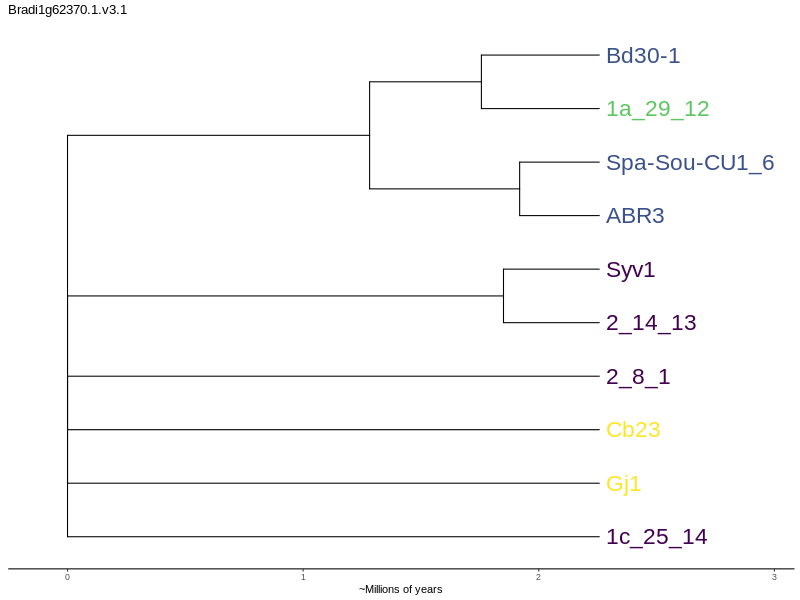 Bradi1g62370.1.v3.1
Bd30-1
1a_29_12
Spa-Sou-CU1_6
ABR3
Syv1
2_14_13
2_8_1
Cb23
Gj1
1c_25_14
0 1 2 3
~Millions of years